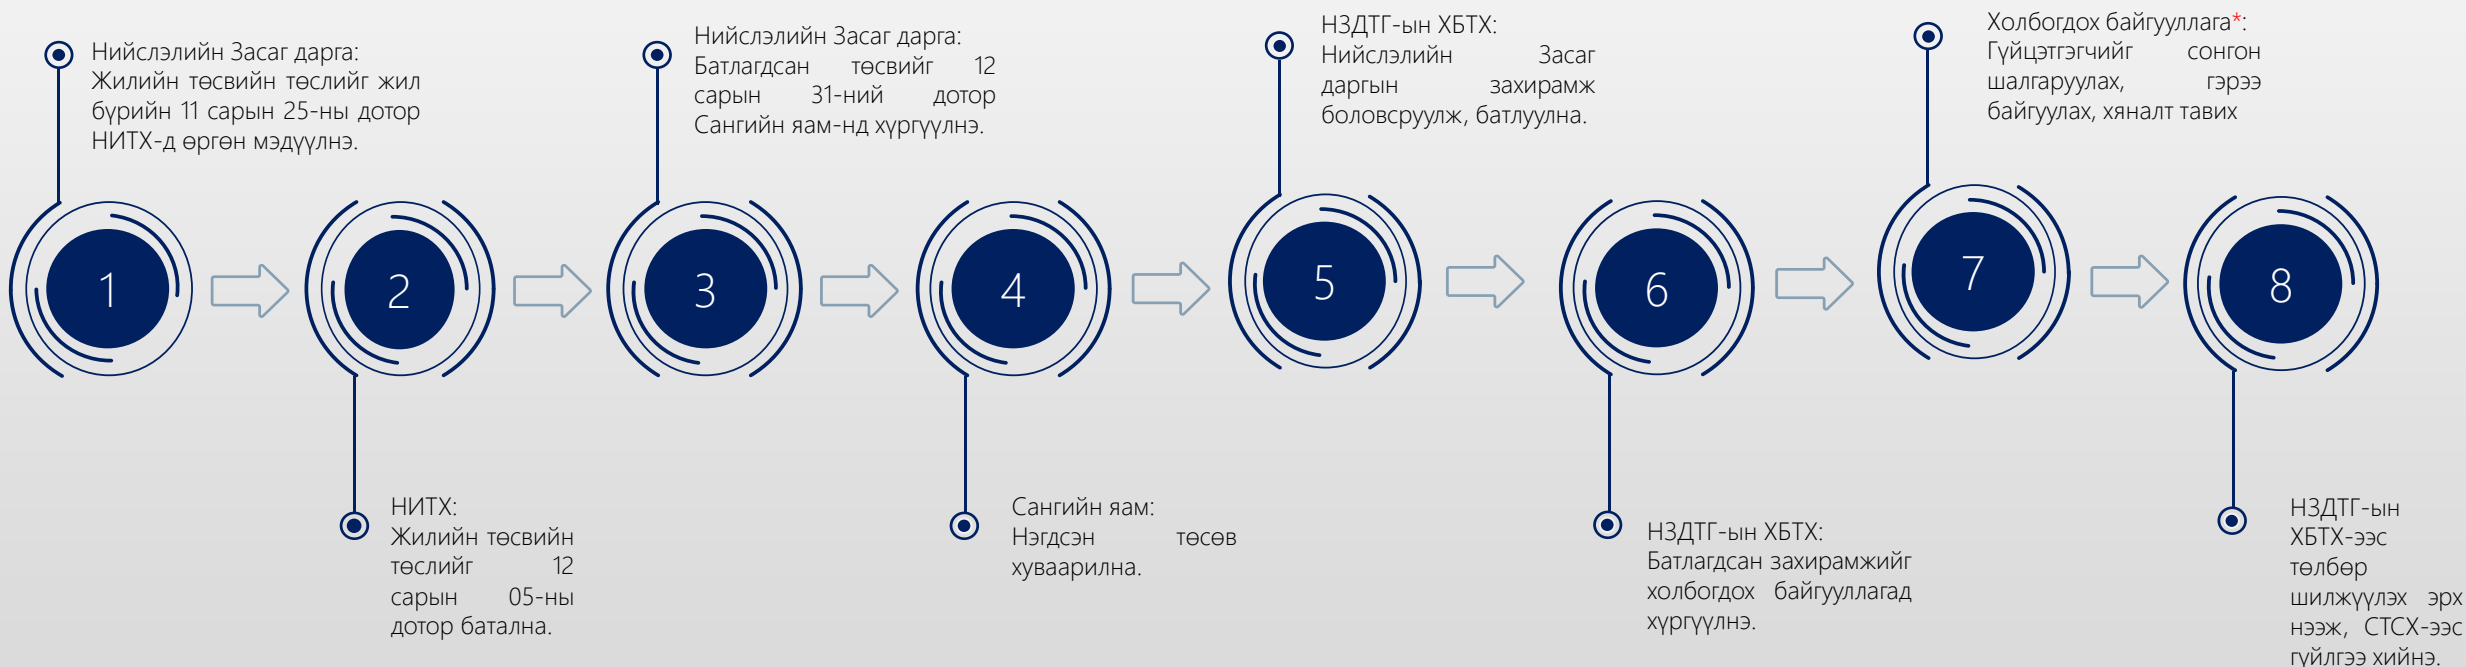 Нийслэлийн Засаг дарга:
Жилийн төсвийн төслийг жил
бүрийн 11 сарын 25-ны дотор
НИТХ-д өргөн мэдүүлнэ.
1
НИТХ:
Жилийн төсвийн
төслийг 12
сарын 05-ны
дотор батална.
2
Нийслэлийн Засаг дарга:
Батлагдсан төсвийг 12
сарын 31-ний дотор
Сангийн яам-нд хүргүүлнэ.
3
Сангийн яам:
Нэгдсэн төсөв
хуваарилна.
4
НЗДТГ-ын ХБТХ:
Нийслэлийн Засаг
даргын захирамж
боловсруулж, батлуулна.
5
НЗДТГ-ын ХБТХ:
Батлагдсан захирамжийг
холбогдох байгууллагад
хүргүүлнэ.
6
Холбогдох байгууллага*:
Гүйцэтгэгчийг сонгон
шалгаруулах, гэрээ
байгуулах, хяналт тавих
7
НЗДТГ-ын
ХБТХ-ээс
төлбөр
шилжүүлэх эрх
нээж, СТСХ-ээс
гүйлгээ хийнэ.
8